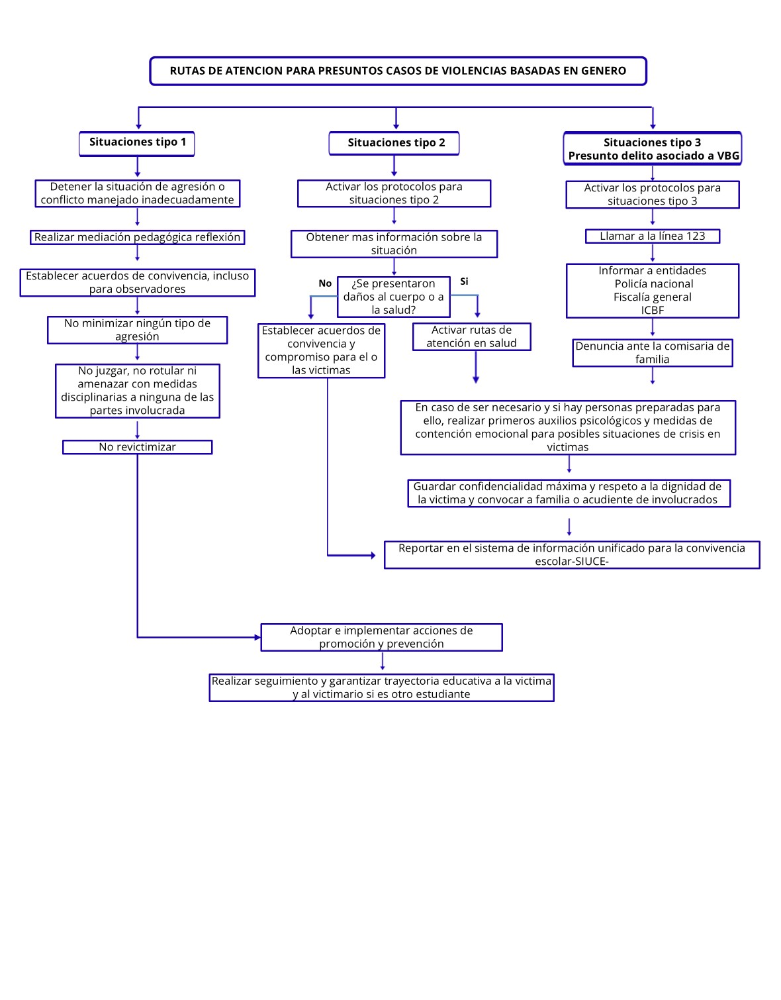 RUTAS DE ATENCION PARA PRESUNTOS CASOS DE VIOLENCIAS BASADAS EN GENERO
Situaciones tipo 1
Detener la situación de agresión o
conflicto manejado inadecuadamente
Realizar mediación pedagógica reflexión
Establecer acuerdos de convivencia, incluso
para observadores
No minimizar ningún tipo de
agresión
No juzgar, no rotular ni
amenazar con medidas
disciplinarias a ninguna de las
partes involucrada
No revictimizar
Situaciones tipo 2
Activar los protocolos para
situaciones tipo 2
Obtener mas información sobre la
situación
¿Se presentaron
daños al cuerpo o a
la salud?
No
Si
Establecer acuerdos de
convivencia y
compromiso para el o
las victimas
Activar rutas de
atención en salud
Situaciones tipo 3
Presunto delito asociado a VBG
Activar los protocolos para
situaciones tipo 3
Llamar a la línea 123
Informar a entidades
Policía nacional
Fiscalía general
ICBF
Denuncia ante la comisaria de
familia
En caso de ser necesario y si hay personas preparadas para
ello, realizar primeros auxilios psicológicos y medidas de
contención emocional para posibles situaciones de crisis en
victimas
Guardar confidencialidad máxima y respeto a la dignidad de
la victima y convocar a familia o acudiente de involucrados
Reportar en el sistema de información unificado para la convivencia
escolar-SIUCE-
Adoptar e implementar acciones de
promoción y prevención
Realizar seguimiento y garantizar trayectoria educativa a la victima
y al victimario si es otro estudiante